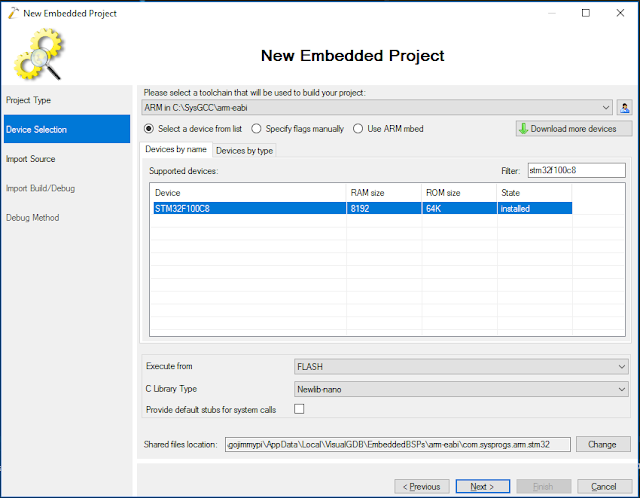 New Embedded Project
New Embedded Project
Project Type
Device Selection
Import Source
Import Build/Debug
Debug Method
Please select a toolchain that will be used to build your project:
ARM in C:\SysGCC\arm-eabi
Select a device from list Specify flags manually Use ARM mbed Download more devices
Devices by name Devices by type
Supported devices: Filter: stm32f100c8
Device RAM size ROM size State
STM32F100C8 8192 64K installed
Execute from FLASH
C Library Type Newlib-nano
Provide default stubs for system calls
Shared files location: .gojimmypi\AppData\Local\VisualGDB\EmbeddedBSPs\arm-eabi\com.sysprogs.arm.stm32 Change
< Previous Next > Finish Cancel